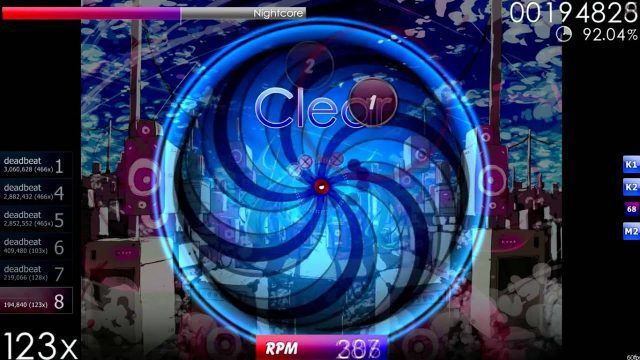 Nightcore
00194828
92.04%
2
1
Clear
deadbeat
3,060,628 (466x)
1
deadbeat
2,882,432 (466x)
4
deadbeat
2,852,552 (465x)
5
deadbeat
409,480 (103x)
6
deadbeat
219,066 (128x)
7
194,840 (123x)
8
K1
K2
68
M2
123x
RPM